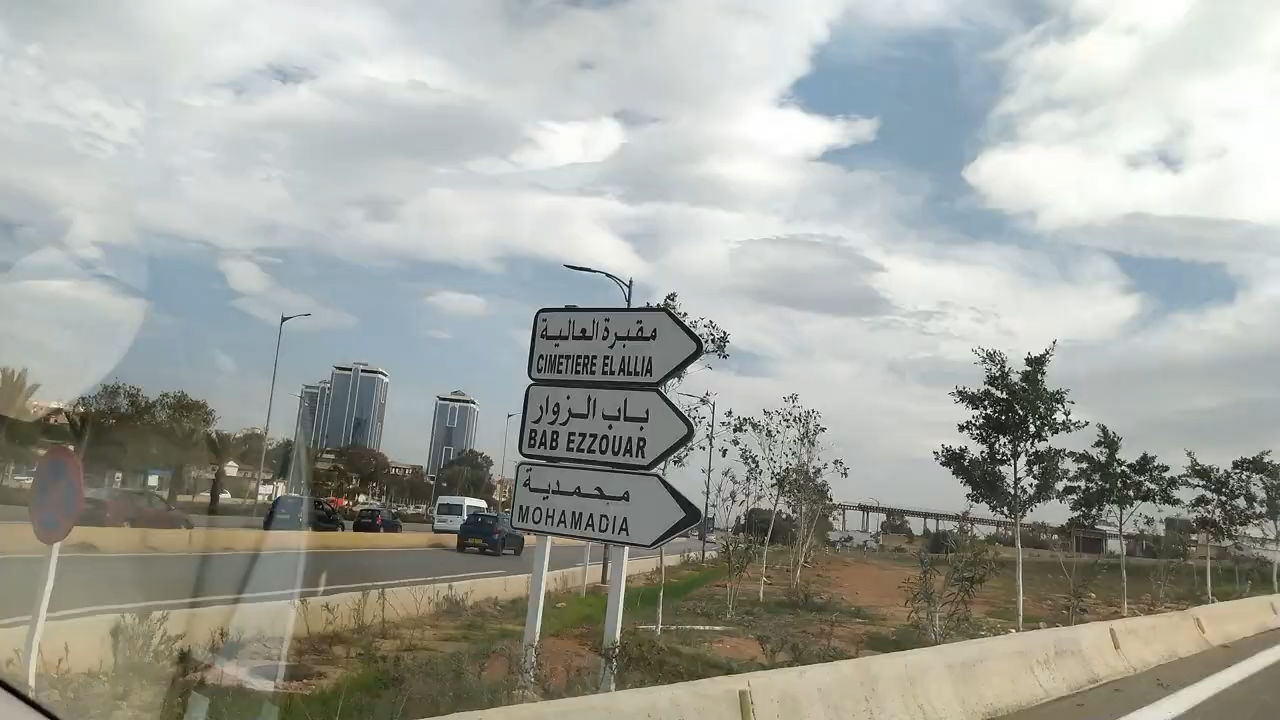 مقبرة العالية
CIMETIERE EL ALLIA
باب الزوار
BAB EZZOUAR
محمدية
MOHAMADIA